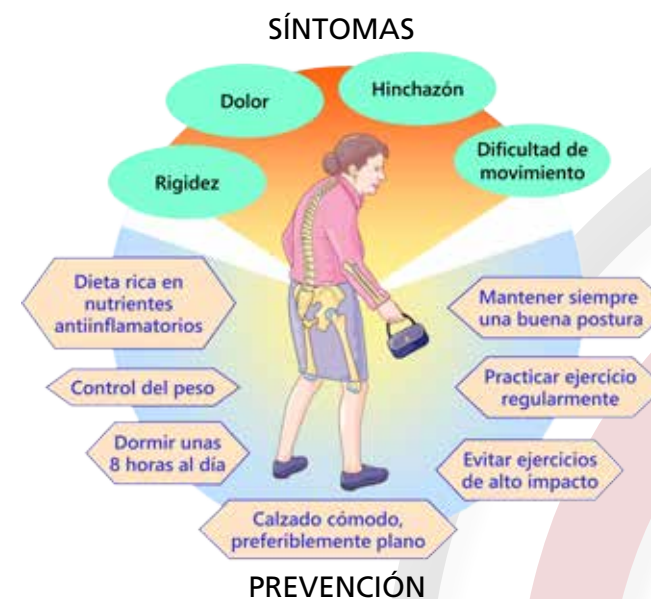 SÍNTOMAS
Dolor
Hinchazón
Rigidez
Dificultad de
movimiento
Dieta rica en
nutrientes
antiinflamatorios
Mantener siempre
una buena postura
Control del peso
Practicar ejercicio
regularmente
Dormir unas
8 horas al día
Evitar ejercicios
de alto impacto
Calzado cómodo,
preferiblemente plano
PREVENCIÓN